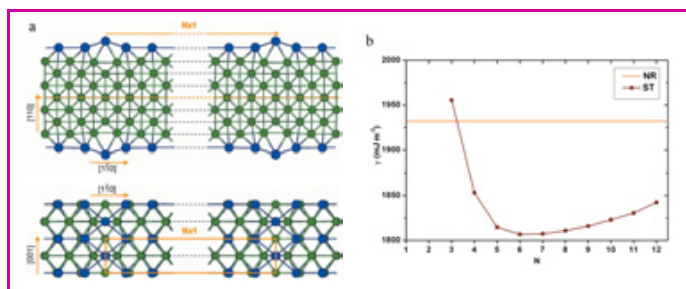 a
Nx1
[110]
[1̄10]
[1̄10]
Nx1
[001]
b
2000
1950
1900
1850
1800
γ (mJ m⁻²)
NR
ST
1 2 3 4 5 6 7 8 9 10 11 12
N